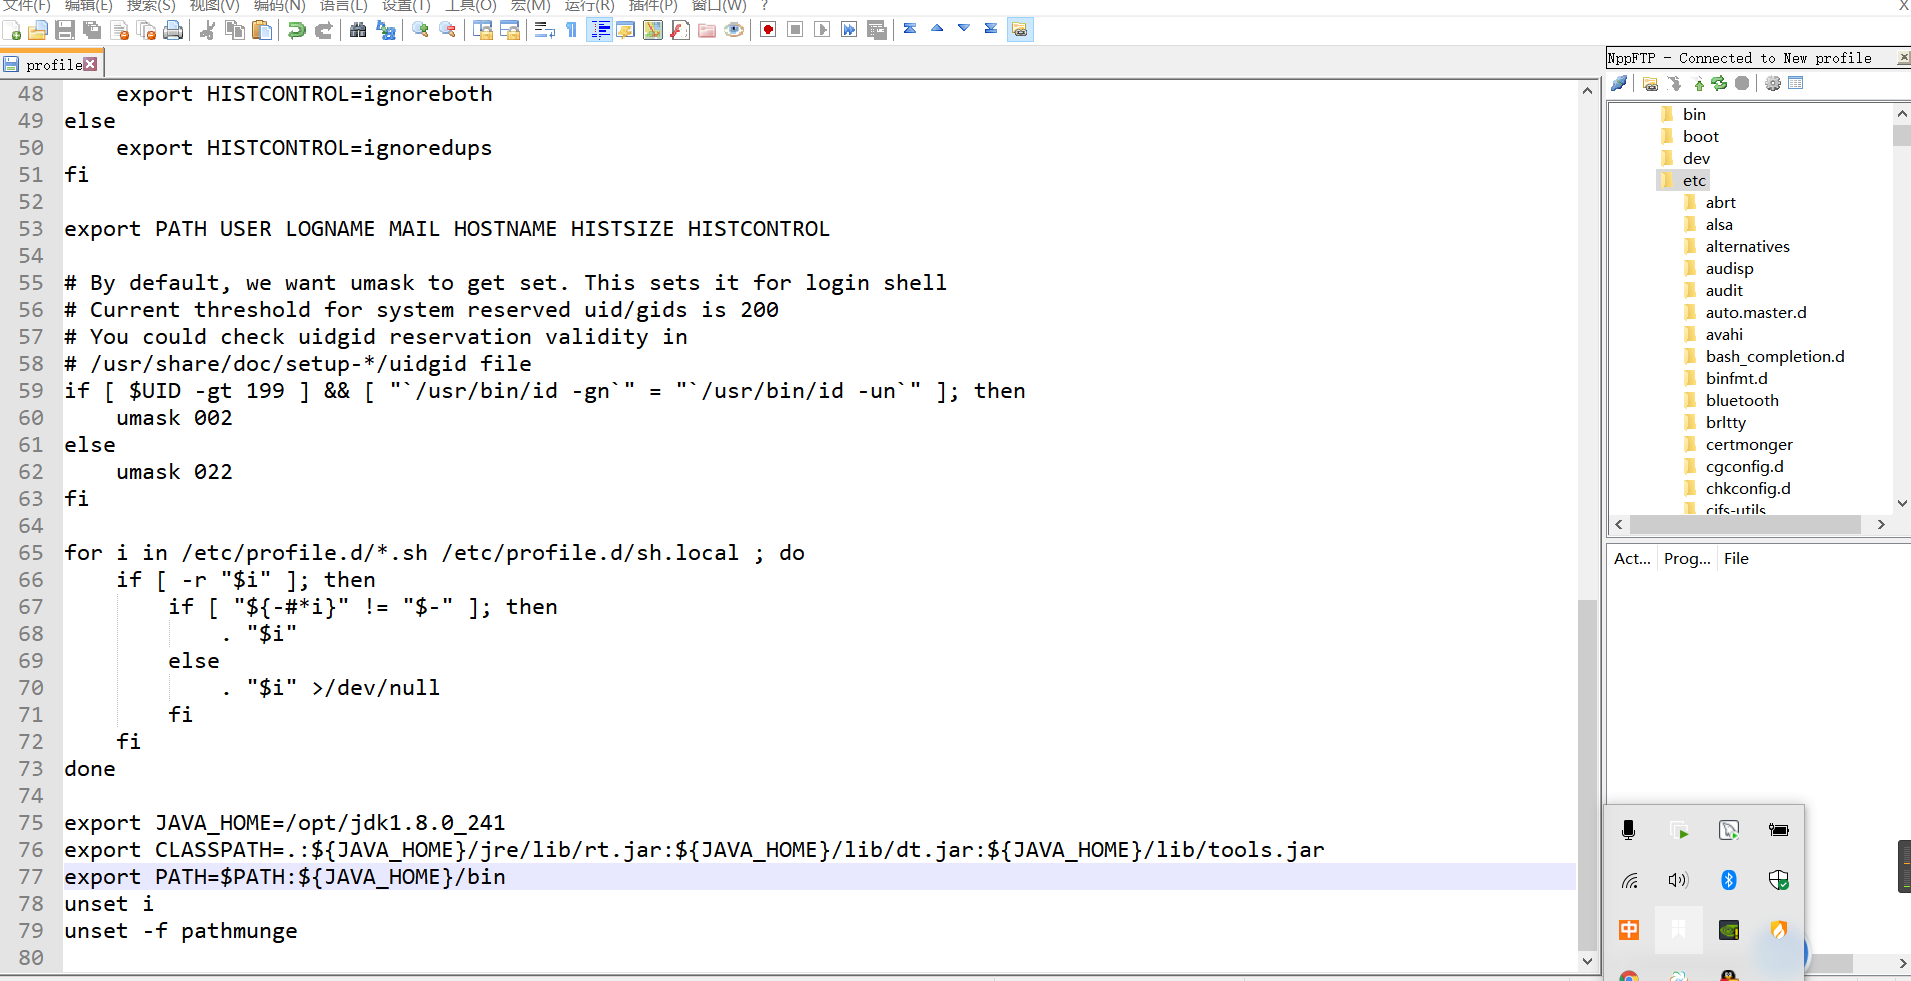 文件(F) 编辑(E) 搜索(S) 视图(V) 编码(N) 语言(L) 设置(T) 工具(O) 宏(M) 运行(R) 插件(P) 窗口(W) ? X
profile
48     export HISTCONTROL=ignoreboth
49 else
50     export HISTCONTROL=ignoredups
51 fi
52
53 export PATH USER LOGNAME MAIL HOSTNAME HISTSIZE HISTCONTROL
54
55 # By default, we want umask to get set. This sets it for login shell
56 # Current threshold for system reserved uid/gids is 200
57 # You could check uidgid reservation validity in
58 # /usr/share/doc/setup-*/uidgid file
59 if [ $UID -gt 199 ] && [ "`/usr/bin/id -gn`" = "`/usr/bin/id -un`" ]; then
60     umask 002
61 else
62     umask 022
63 fi
64
65 for i in /etc/profile.d/*.sh /etc/profile.d/sh.local ; do
66     if [ -r "$i" ]; then
67         if [ "${-#*i}" != "$-" ]; then
68             . "$i"
69         else
70             . "$i" >/dev/null
71         fi
72     fi
73 done
74
75 export JAVA_HOME=/opt/jdk1.8.0_241
76 export CLASSPATH=.:${JAVA_HOME}/jre/lib/rt.jar:${JAVA_HOME}/lib/dt.jar:${JAVA_HOME}/lib/tools.jar
77 export PATH=$PATH:${JAVA_HOME}/bin
78 unset i
79 unset -f pathmunge
80
NppFTP - Connected to New profile
bin
boot
dev
etc
abrt
alsa
alternatives
audisp
audit
auto.master.d
avahi
bash_completion.d
binfmt.d
bluetooth
brltty
certmonger
cgconfig.d
chkconfig.d
cifs-utils
Act... Prog... File
中